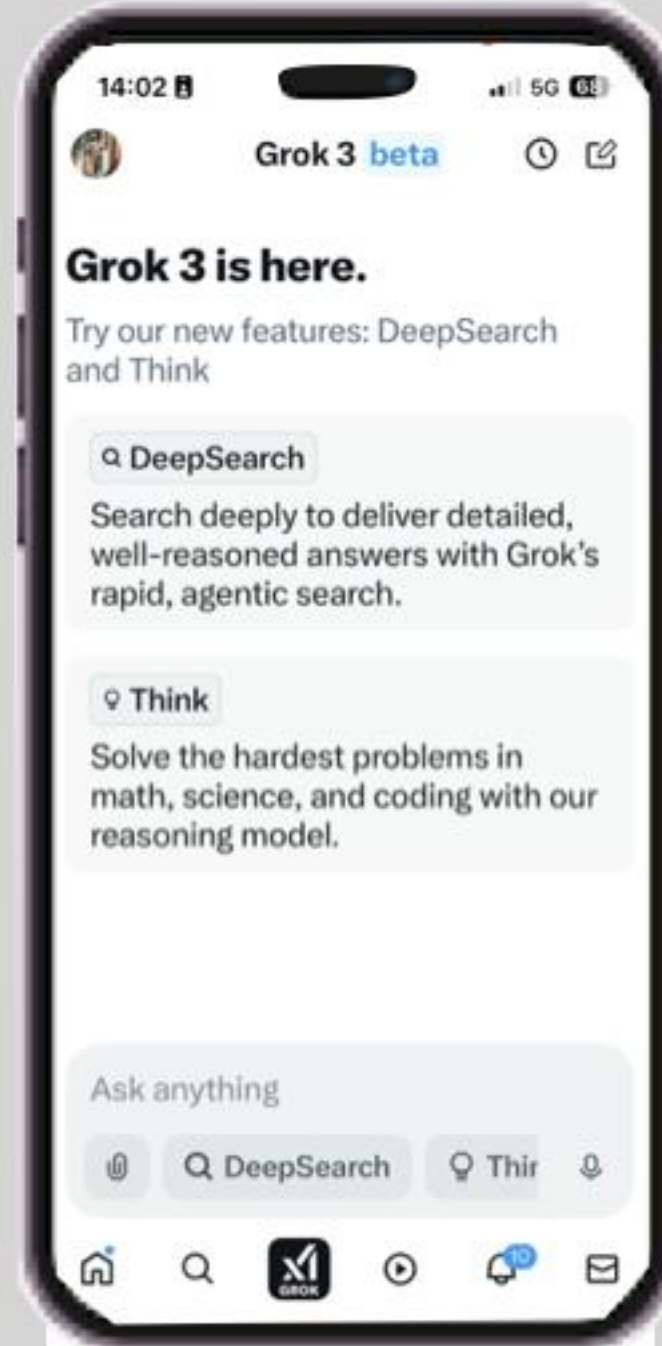 14:02
5G 68
Grok 3 beta
Grok 3 is here.
Try our new features: DeepSearch
and Think
DeepSearch
Search deeply to deliver detailed,
well-reasoned answers with Grok's
rapid, agentic search.
Think
Solve the hardest problems in
math, science, and coding with our
reasoning model.
Ask anything
DeepSearch
Thir
10
GROK